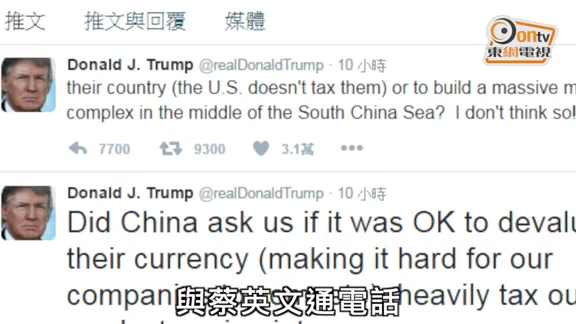 推文 推文與回覆 媒體
ontv
東網電視
Donald J. Trump @realDonaldTrump · 10 小時
their country (the U.S. doesn't tax them) or to build a massive m
complex in the middle of the South China Sea? I don't think so!
7700 9300 3.1萬
Donald J. Trump @realDonaldTrump · 10 小時
Did China ask us if it was OK to devalu
their currency (making it hard for our
heavily tax ou
與蔡英文通電話